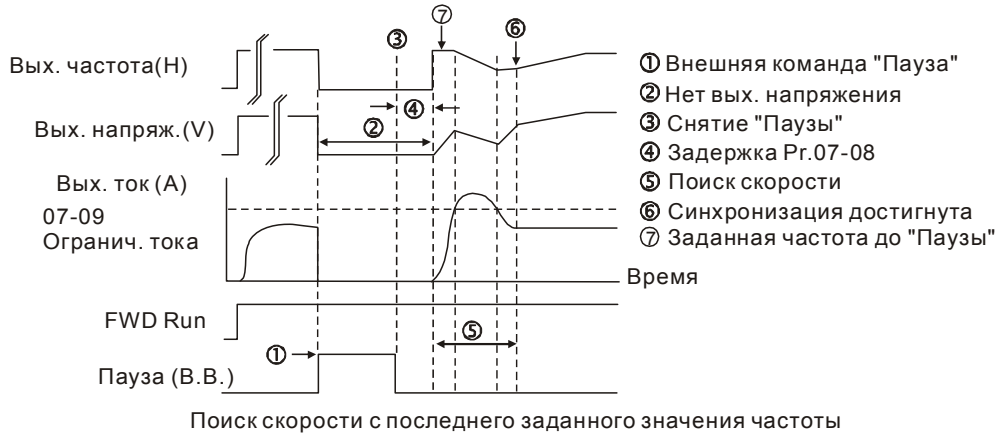 ⑦
⑥
③
Вых. частота(H)
④
②
Вых. напряж.(V)
Вых. ток (A)
07-09
Огранич. тока
Время
FWD Run
⑤
①
Пауза (B.B.)
① Внешняя команда "Пауза"
② Нет вых. напряжения
③ Снятие "Паузы"
④ Задержка Pr.07-08
⑤ Поиск скорости
⑥ Синхронизация достигнута
⑦ Заданная частота до "Паузы"
Поиск скорости с последнего заданного значения частоты